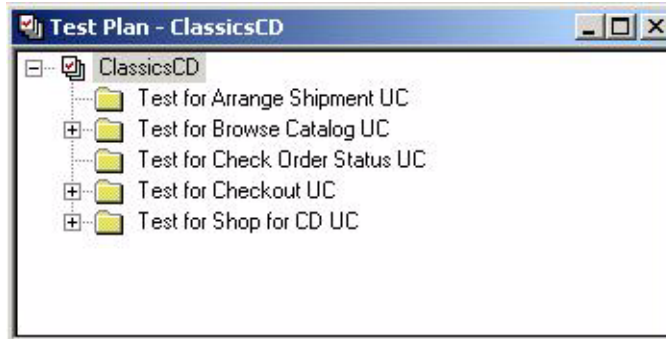 Test Plan - ClassicsCD
ClassicsCD
Test for Arrange Shipment UC
Test for Browse Catalog UC
Test for Check Order Status UC
Test for Checkout UC
Test for Shop for CD UC